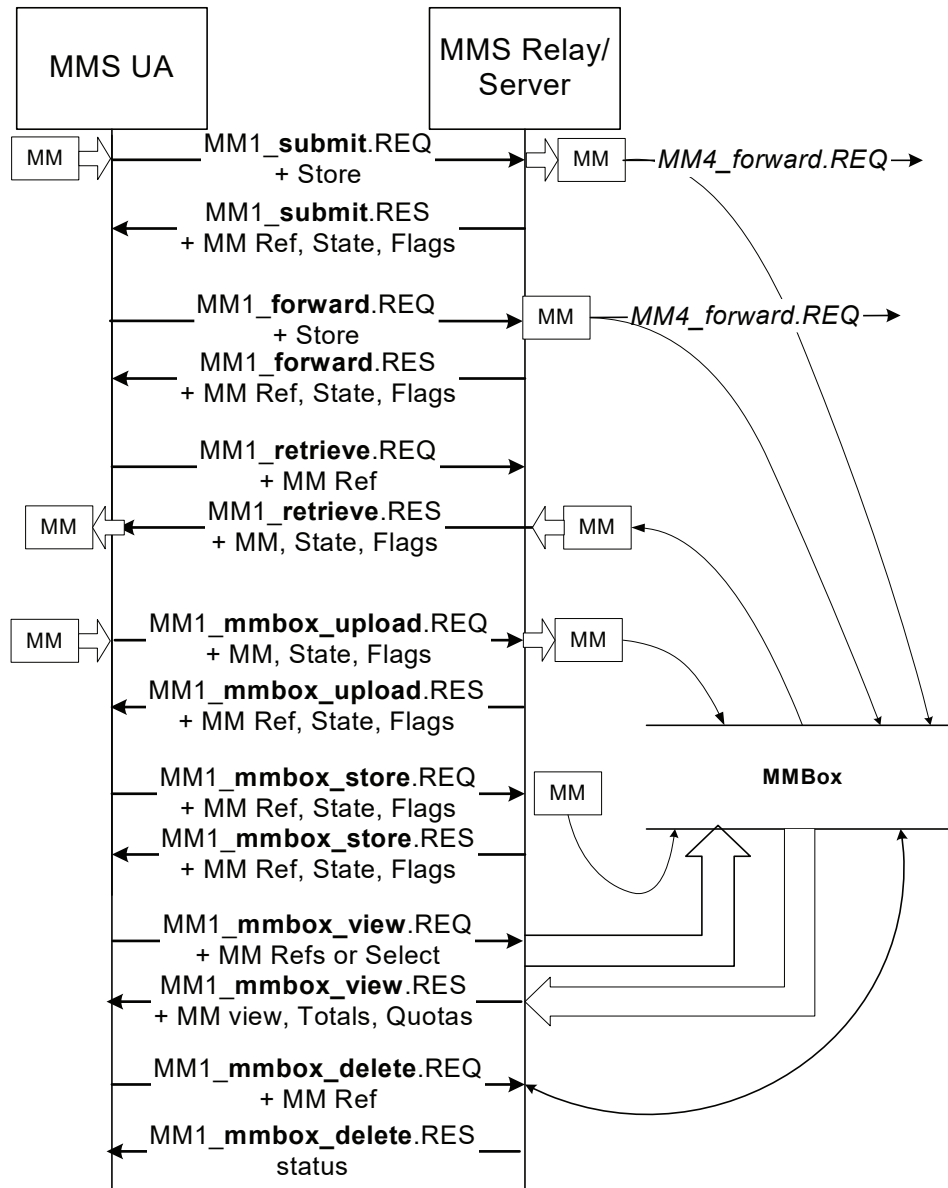 MMS UA
MMS Relay/
Server
MM
MM1_submit.REQ
+ Store
MM
MM4_forward.REQ
MM1_submit.RES
+ MM Ref, State, Flags
MM1_forward.REQ
+ Store
MM
MM4_forward.REQ
MM1_forward.RES
+ MM Ref, State, Flags
MM1_retrieve.REQ
+ MM Ref
MM
MM1_retrieve.RES
+ MM, State, Flags
MM
MM
MM1_mmbox_upload.REQ
+ MM, State, Flags
MM
MM1_mmbox_upload.RES
+ MM Ref, State, Flags
MMBox
MM1_mmbox_store.REQ
+ MM Ref, State, Flags
MM
MM1_mmbox_store.RES
+ MM Ref, State, Flags
MM1_mmbox_view.REQ
+ MM Refs or Select
MM1_mmbox_view.RES
+ MM view, Totals, Quotas
MM1_mmbox_delete.REQ
+ MM Ref
MM1_mmbox_delete.RES
status